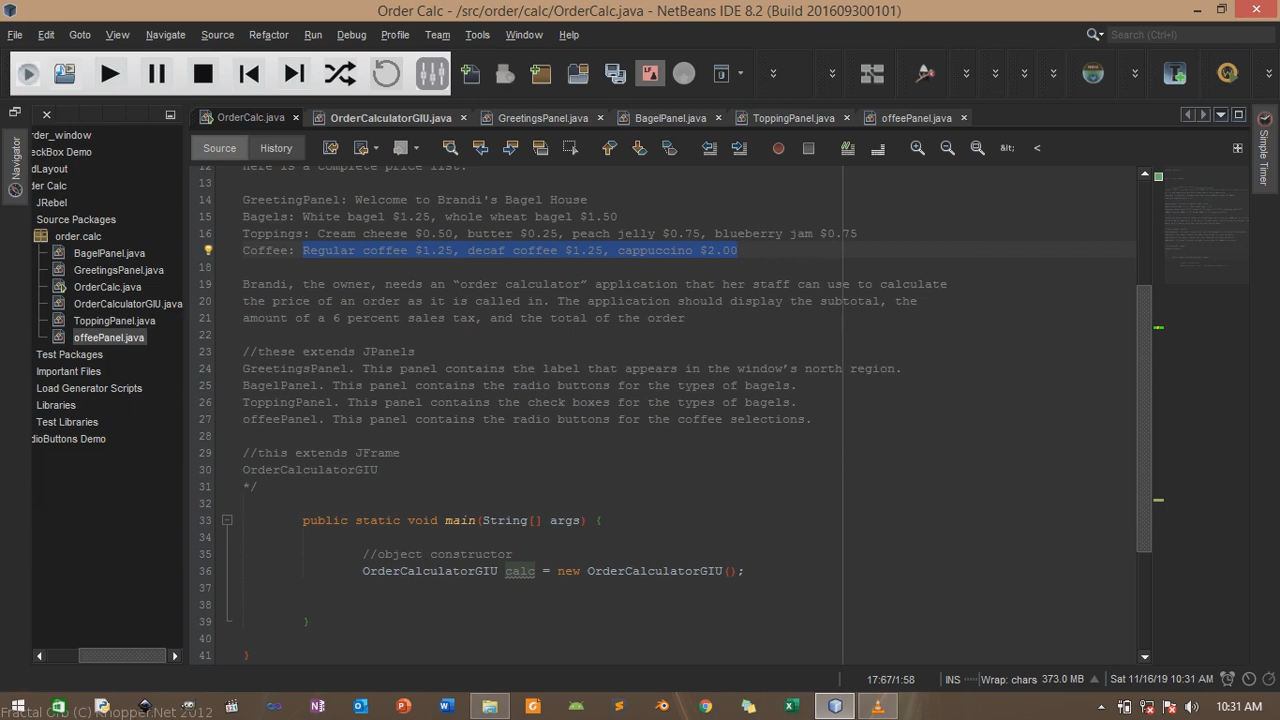 Order Calc - /src/order/calc/OrderCalc.java - NetBeans IDE 8.2 (Build 201609300101)
File Edit Goto View Navigate Source Refactor Run Debug Profile Team Tools Window Help
Search (Ctrl+I)
OrderCalc.java OrderCalculatorGIU.java GreetingsPanel.java BagelPanel.java ToppingPanel.java offeePanel.java
Navigator
Simple Timer
rder_window
eckBox Demo
dLayout
der Calc
JRebel
Source Packages
order.calc
BagelPanel.java
GreetingsPanel.java
OrderCalc.java
OrderCalculatorGIU.java
ToppingPanel.java
offeePanel.java
Test Packages
Important Files
Load Generator Scripts
Libraries
Test Libraries
dioButtons Demo
Source History
12 here is a complete price list:
13
14 GreetingPanel: Welcome to Brandi's Bagel House
15 Bagels: White bagel $1.25, whole wheat bagel $1.50
16 Toppings: Cream cheese $0.50, butter $0.25, peach jelly $0.75, blueberry jam $0.75
Coffee: Regular coffee $1.25, decaf coffee $1.25, cappuccino $2.00
18
19 Brandi, the owner, needs an “order calculator” application that her staff can use to calculate
20 the price of an order as it is called in. The application should display the subtotal, the
21 amount of a 6 percent sales tax, and the total of the order
22
23 //these extends JPanels
24 GreetingsPanel. This panel contains the label that appears in the window’s north region.
25 BagelPanel. This panel contains the radio buttons for the types of bagels.
26 ToppingPanel. This panel contains the check boxes for the types of bagels.
27 offeePanel. This panel contains the radio buttons for the coffee selections.
28
29 //this extends JFrame
30 OrderCalculatorGIU
31 */
32
33 public static void main(String[] args) {
34
35 //object constructor
36 OrderCalculatorGIU calc = new OrderCalculatorGIU();
37
38
39 }
40
41 }
17:67/1:58 INS Wrap: chars 373.0 MB Sat 11/16/19 10:31 AM
Fractal Orb (C) Knopper.Net 2012
10:31 AM